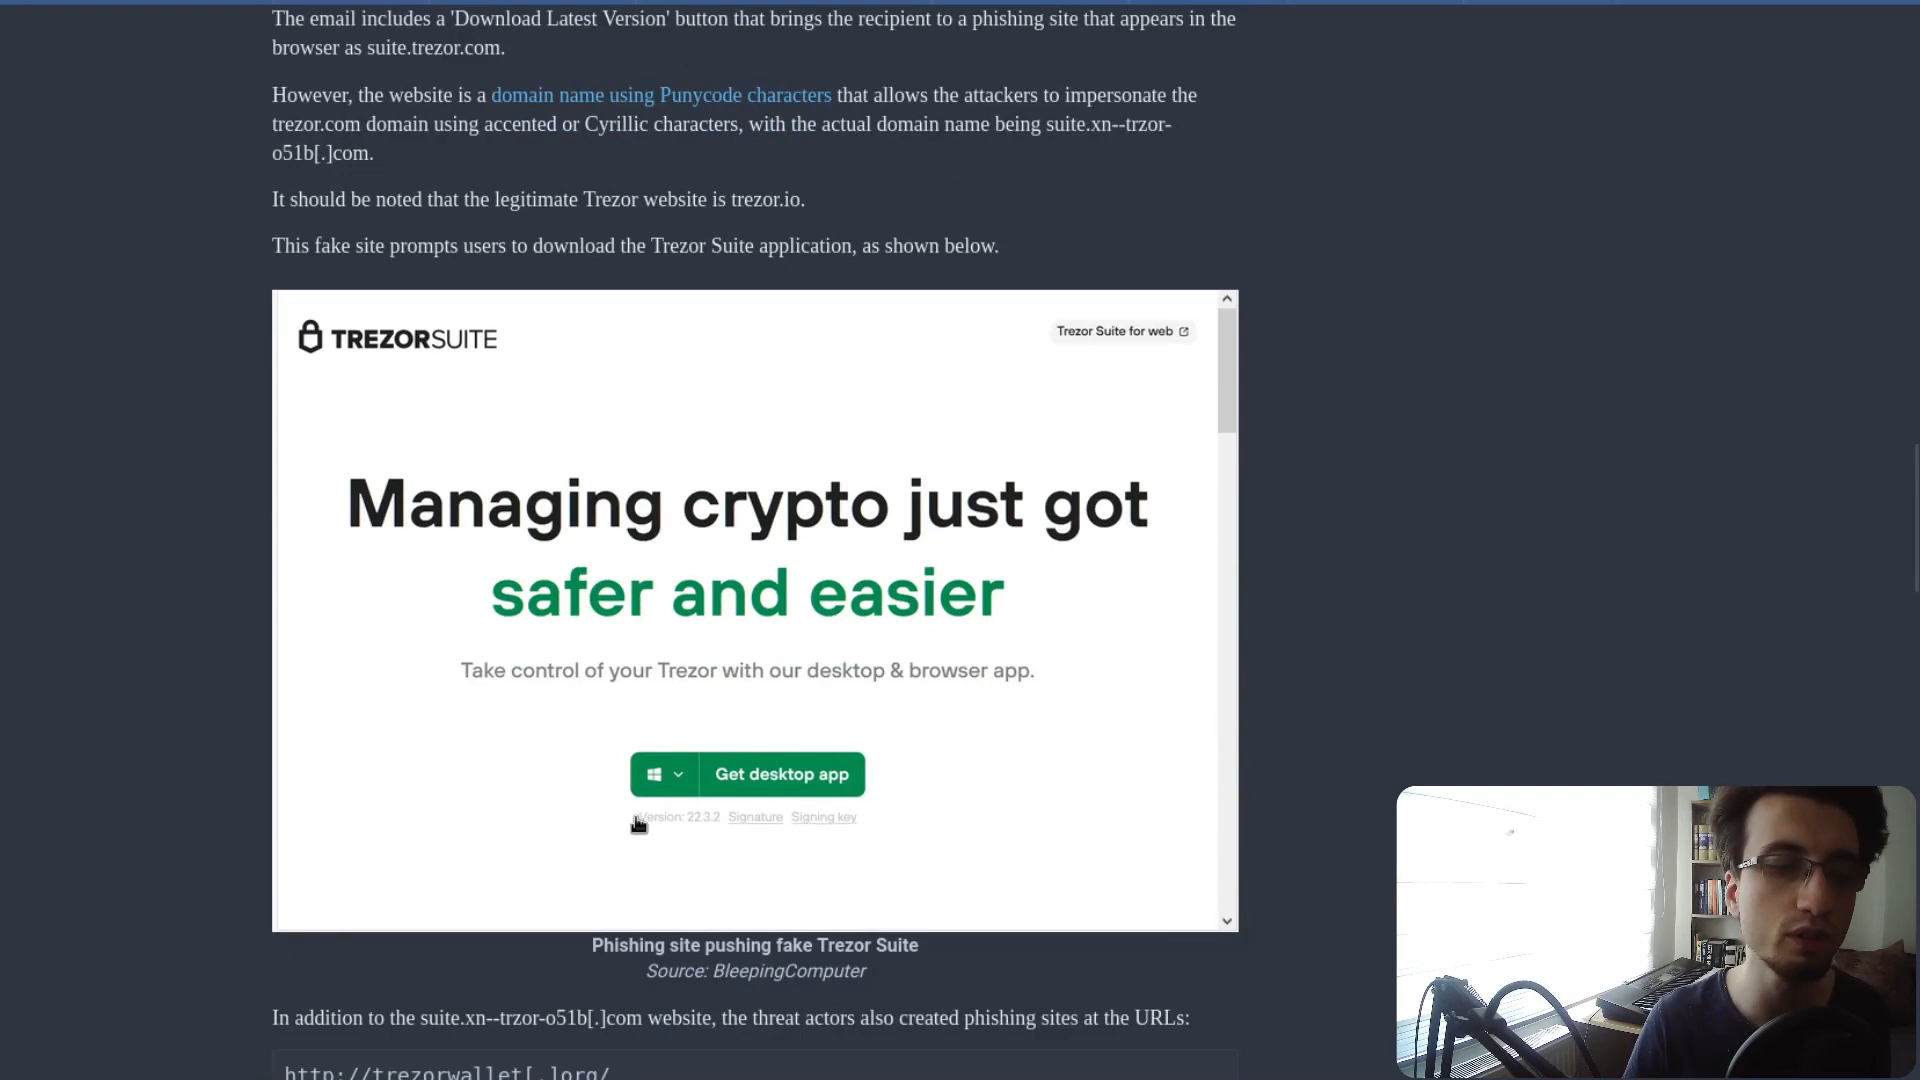 The email includes a 'Download Latest Version' button that brings the recipient to a phishing site that appears in the
browser as suite.trezor.com.
However, the website is a domain name using Punycode characters that allows the attackers to impersonate the
trezor.com domain using accented or Cyrillic characters, with the actual domain name being suite.xn--trzor-
o51b[.]com.
It should be noted that the legitimate Trezor website is trezor.io.
This fake site prompts users to download the Trezor Suite application, as shown below.
TREZORSUITE
Trezor Suite for web
Managing crypto just got
safer and easier
Take control of your Trezor with our desktop & browser app.
Get desktop app
Version: 22.3.2 Signature Signing key
Phishing site pushing fake Trezor Suite
Source: BleepingComputer
In addition to the suite.xn--trzor-o51b[.]com website, the threat actors also created phishing sites at the URLs:
http://trezorwallet[.]org/